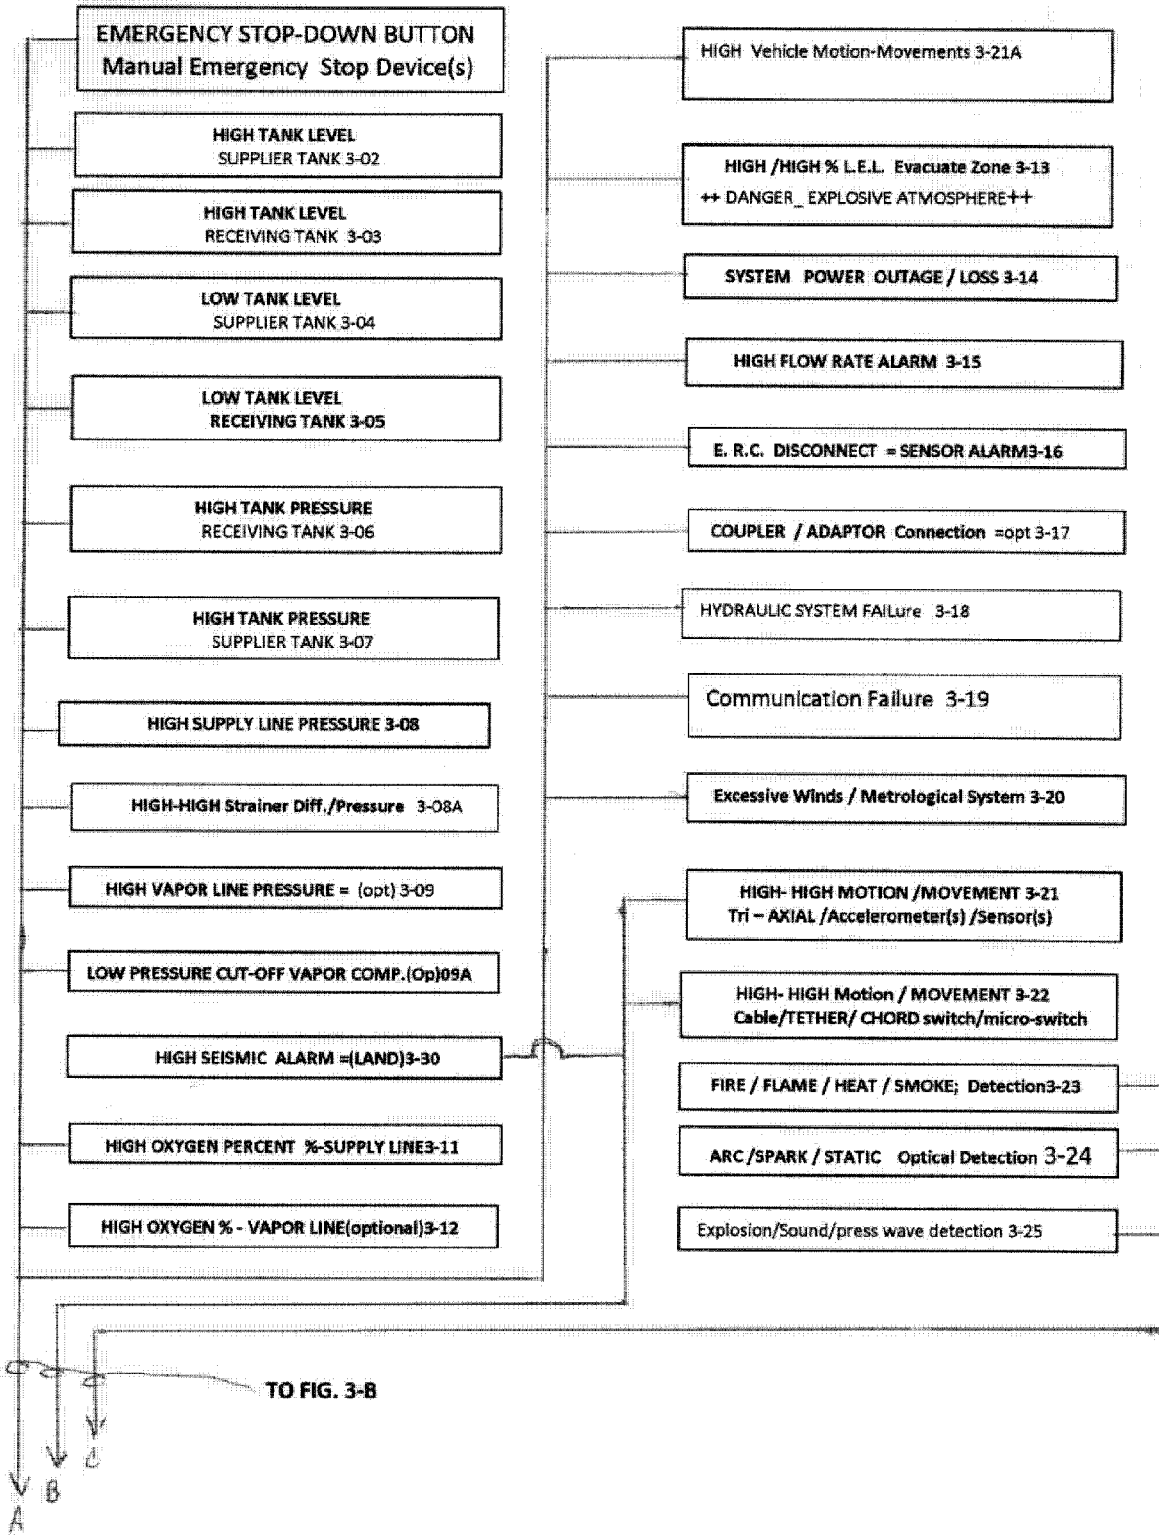 EMERGENCY STOP-DOWN BUTTON
Manual Emergency Stop Device(s)
HIGH TANK LEVEL
SUPPLIER TANK 3-02
HIGH TANK LEVEL
RECEIVING TANK 3-03
LOW TANK LEVEL
SUPPLIER TANK 3-04
LOW TANK LEVEL
RECEIVING TANK 3-05
HIGH TANK PRESSURE
RECEIVING TANK 3-06
HIGH TANK PRESSURE
SUPPLIER TANK 3-07
HIGH SUPPLY LINE PRESSURE 3-08
HIGH-HIGH Strainer Diff./Pressure 3-08A
HIGH VAPOR LINE PRESSURE = (opt) 3-09
LOW PRESSURE CUT-OFF VAPOR COMP.(Op)09A
HIGH SEISMIC ALARM =(LAND)3-30
HIGH OXYGEN PERCENT %-SUPPLY LINE3-11
HIGH OXYGEN % - VAPOR LINE(optional)3-12
HIGH Vehicle Motion-Movements 3-21A
HIGH /HIGH % L.E.L. Evacuate Zone 3-13
++ DANGER_ EXPLOSIVE ATMOSPHERE++
SYSTEM POWER OUTAGE / LOSS 3-14
HIGH FLOW RATE ALARM 3-15
E. R.C. DISCONNECT = SENSOR ALARM3-16
COUPLER / ADAPTOR Connection =opt 3-17
HYDRAULIC SYSTEM FAILure 3-18
Communication Failure 3-19
Excessive Winds / Metrological System 3-20
HIGH- HIGH MOTION /MOVEMENT 3-21
Tri – AXIAL /Accelerometer(s) /Sensor(s)
HIGH- HIGH Motion / MOVEMENT 3-22
Cable/TETHER/ CHORD switch/micro-switch
FIRE / FLAME / HEAT / SMOKE; Detection3-23
ARC /SPARK / STATIC Optical Detection 3-24
Explosion/Sound/press wave detection 3-25
TO FIG. 3-B
A
B
C